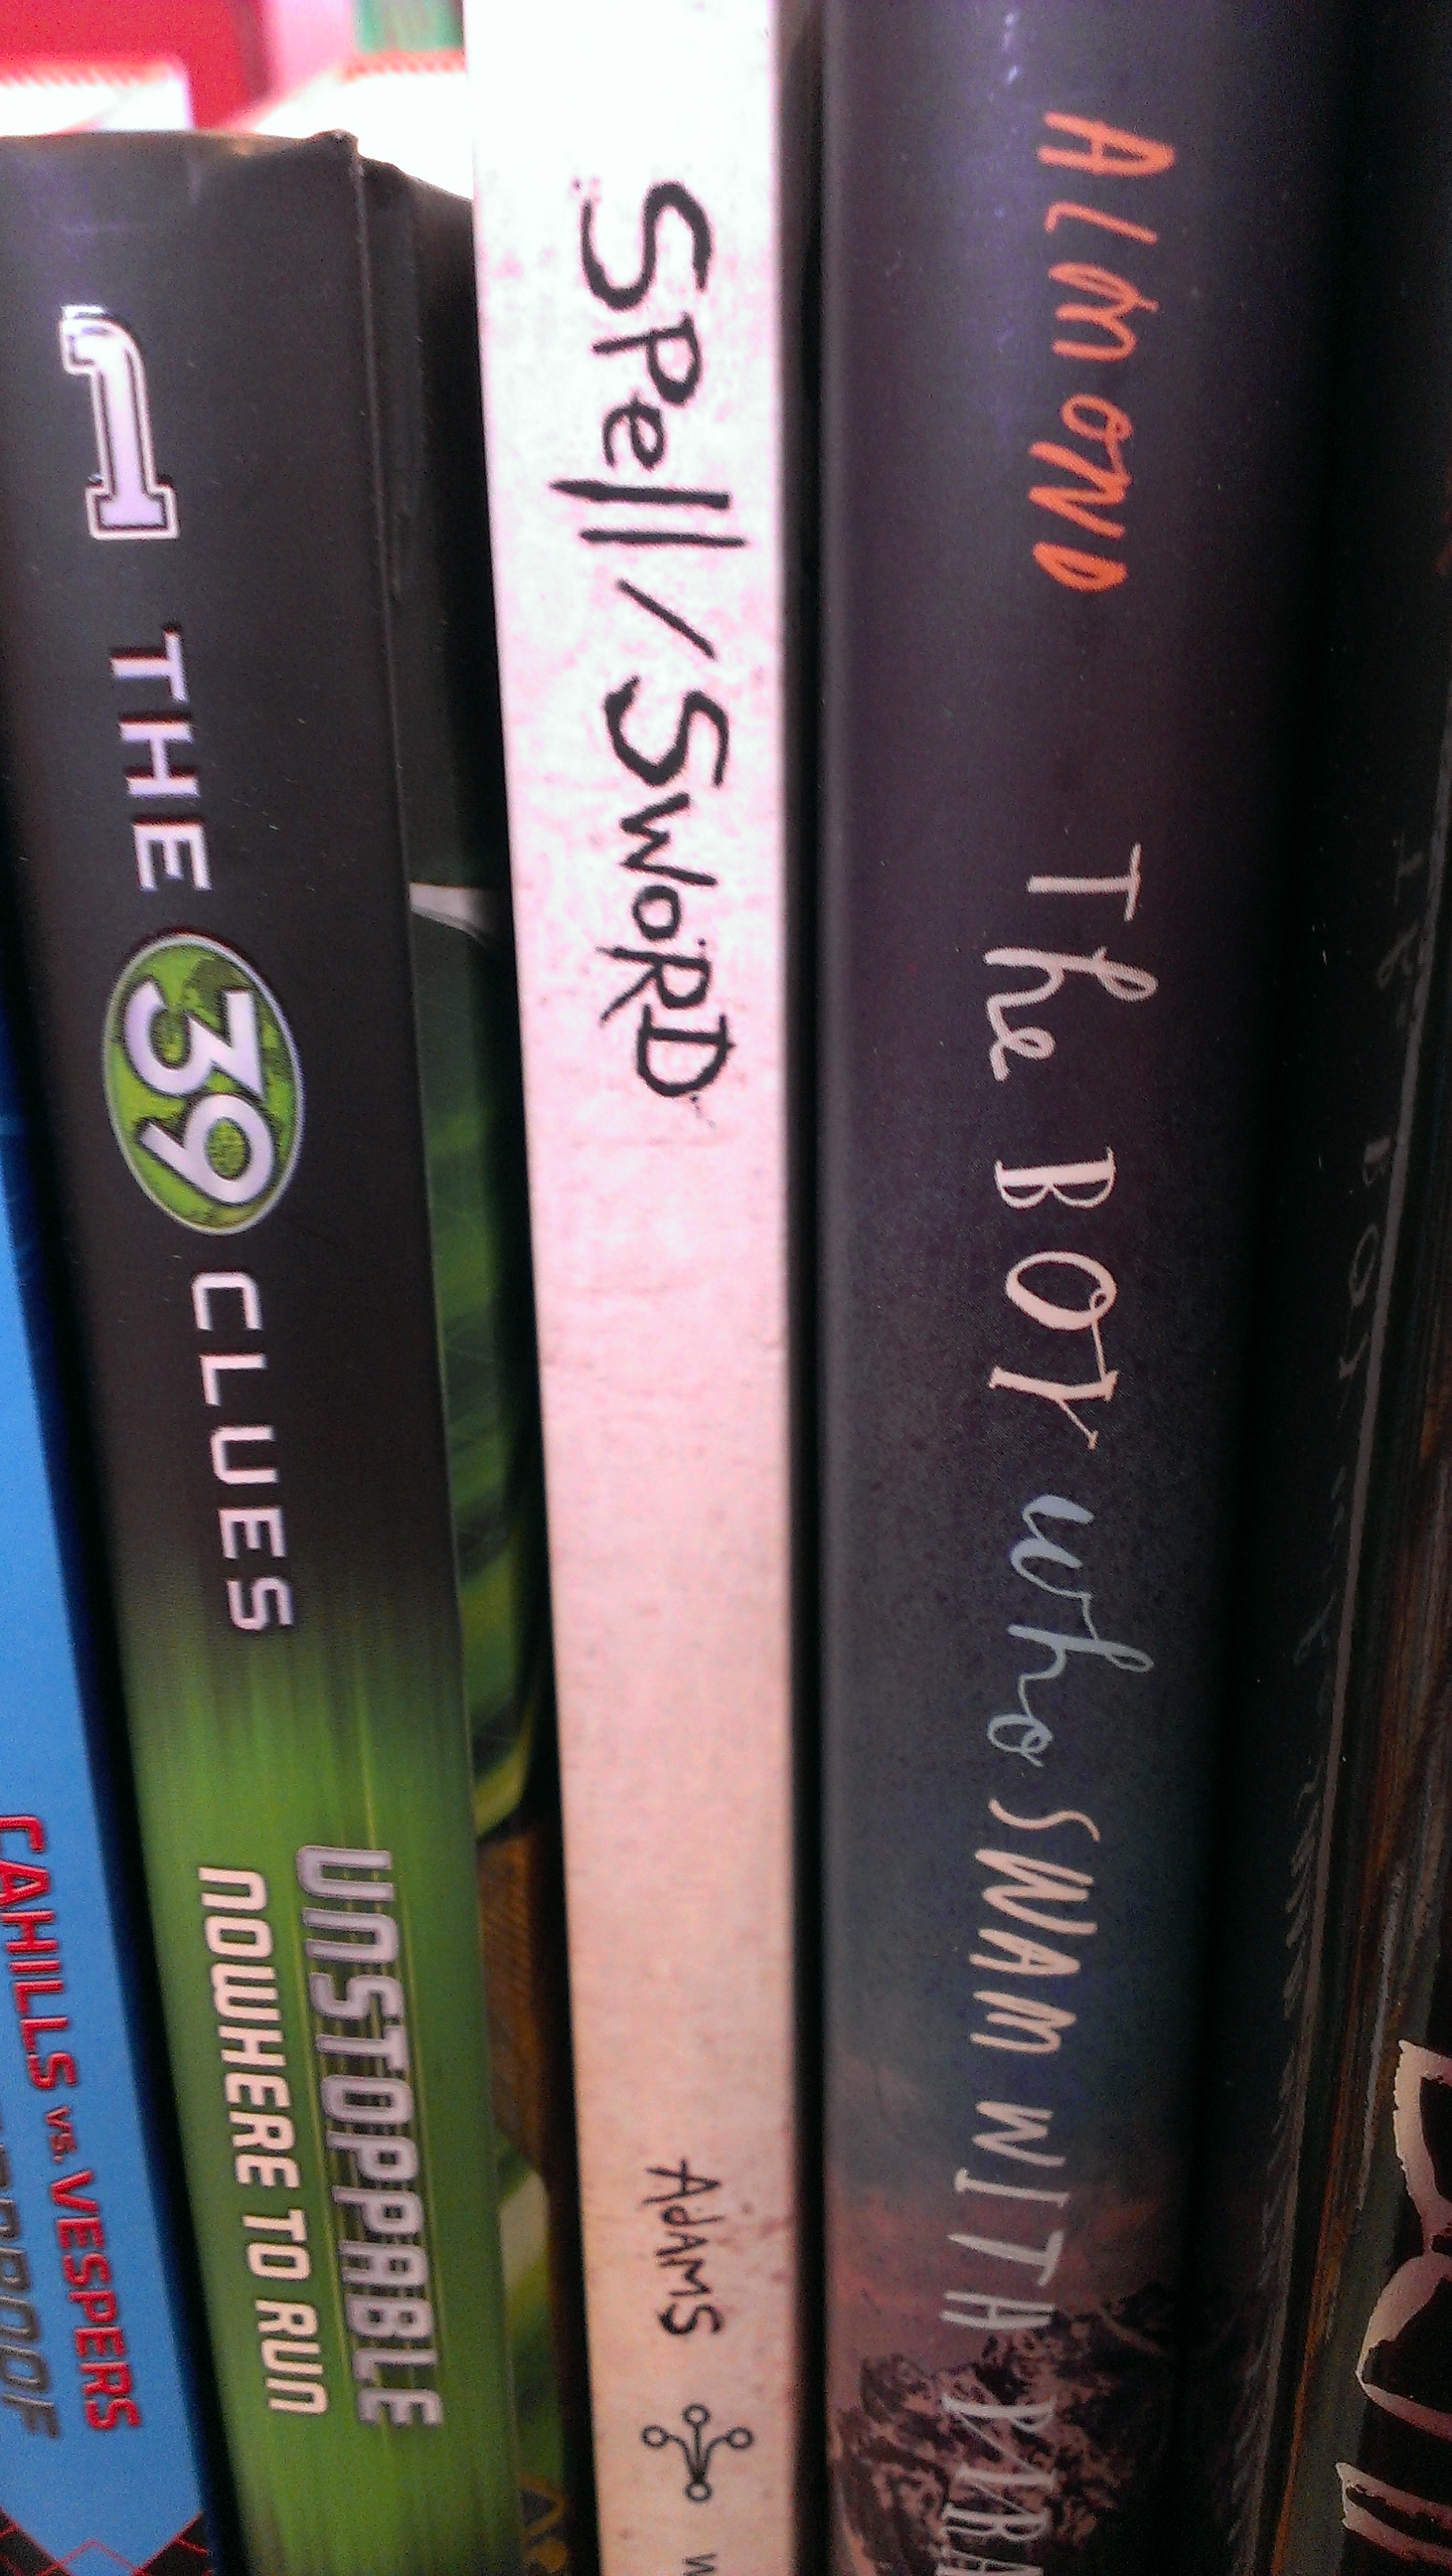 CAHILLS VS. VESPERS
1 THE 39 CLUES
UNSTOPPABLE
NOWHERE TO RUN
Spell/Sword
Adams
Almond The BOY who SWAM WITH